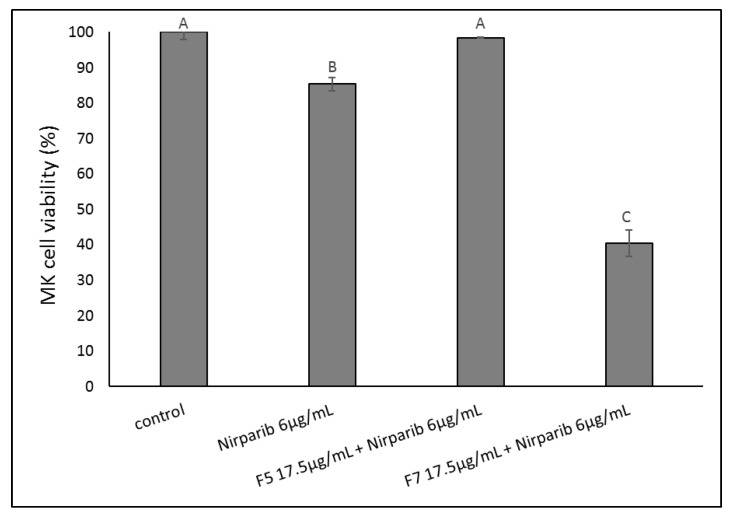 A
A
B
C
MK cell viability (%)
100
90
80
70
60
50
40
30
20
10
0
control
Nirparib 6µg/mL
F5 17.5µg/mL + Nirparib 6µg/mL
F7 17.5µg/mL + Nirparib 6µg/mL